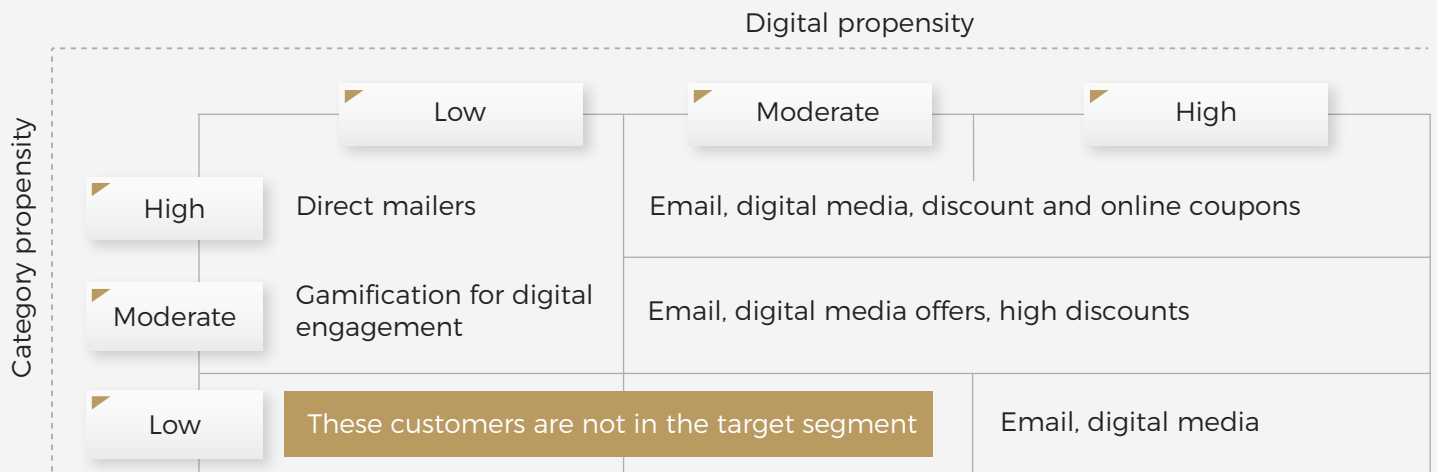 Digital propensity
Low
Moderate
High
Category propensity
High
Direct mailers
Email, digital media, discount and online coupons
Moderate
Gamification for digital
engagement
Email, digital media offers, high discounts
Low
These customers are not in the target segment
Email, digital media